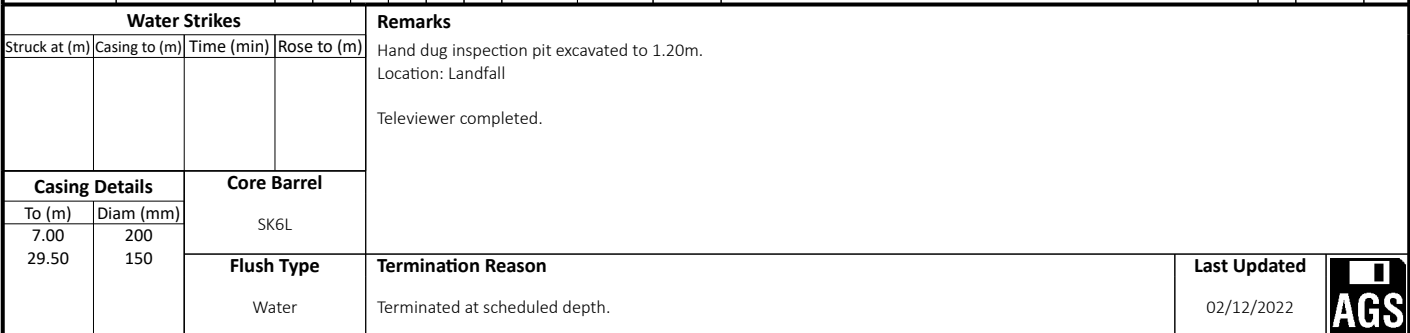 Water Strikes
Struck at (m) Casing to (m) Time (min) Rose to (m)
Remarks
Hand dug inspection pit excavated to 1.20m.
Location: Landfall
Televiewer completed.
Casing Details
To (m) Diam (mm)
7.00 200
29.50 150
Core Barrel
SK6L
Flush Type
Water
Termination Reason
Terminated at scheduled depth.
Last Updated
02/12/2022
AGS